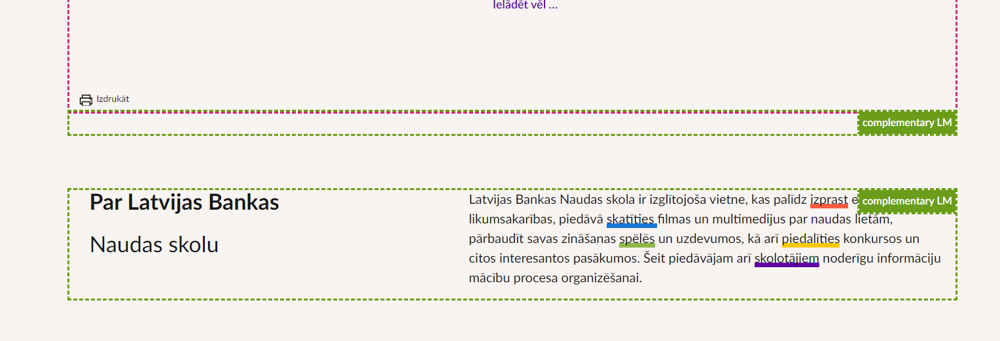 Ielādēt vēl ...
Izdrukāt
complementary LM
Par Latvijas Bankas
Naudas skolu
Latvijas Bankas Naudas skola ir izglītojoša vietne, kas palīdz izprast
complementary LM
likumsakarības, piedāvā skatīties filmas un multimedijus par naudas lietām,
pārbaudīt savas zināšanas spēlēs un uzdevumos, kā arī piedalīties konkursos un
citos interesantos pasākumos. Šeit piedāvājam arī skolotājiem noderīgu informāciju
mācību procesa organizēšanai.